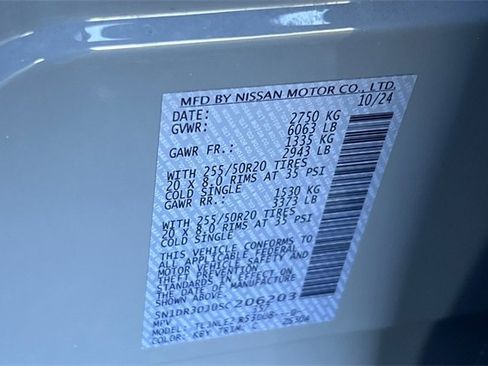 MFD BY NISSAN MOTOR CO., LTD.
DATE: 10/24
GVWR: 2750 KG
6063 LB
GAWR FR.: 1335 KG
2943 LB
WITH 255/50R20 TIRES
20 X 8.0 RIMS AT 35 PSI
COLD SINGLE
GAWR RR.: 1530 KG
3373 LB
WITH 255/50R20 TIRES
20 X 8.0 RIMS AT 35 PSI
COLD SINGLE
THIS VEHICLE CONFORMS TO
ALL APPLICABLE FEDERAL
MOTOR VEHICLE SAFETY AND
THEFT PREVENTION
STANDARDS IN EFFECT ON
THE DATE OF MANUFACTURE
SHOWN ABOVE.
206203
MPV
MODEL:
COLOR: KBY TRIM: C